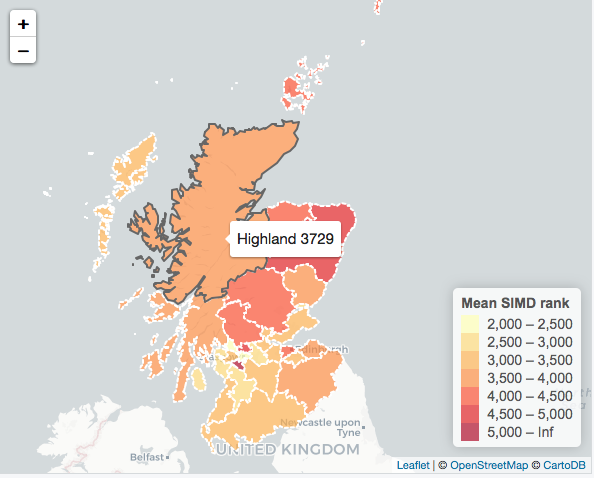 +
−
Highland 3729
Edinburgh
Newcastle upon
Tyne
UNITED KINGDOM
Belfast
Mean SIMD rank
2,000 – 2,500
2,500 – 3,000
3,000 – 3,500
3,500 – 4,000
4,000 – 4,500
4,500 – 5,000
5,000 – Inf
Leaflet | © OpenStreetMap © CartoDB